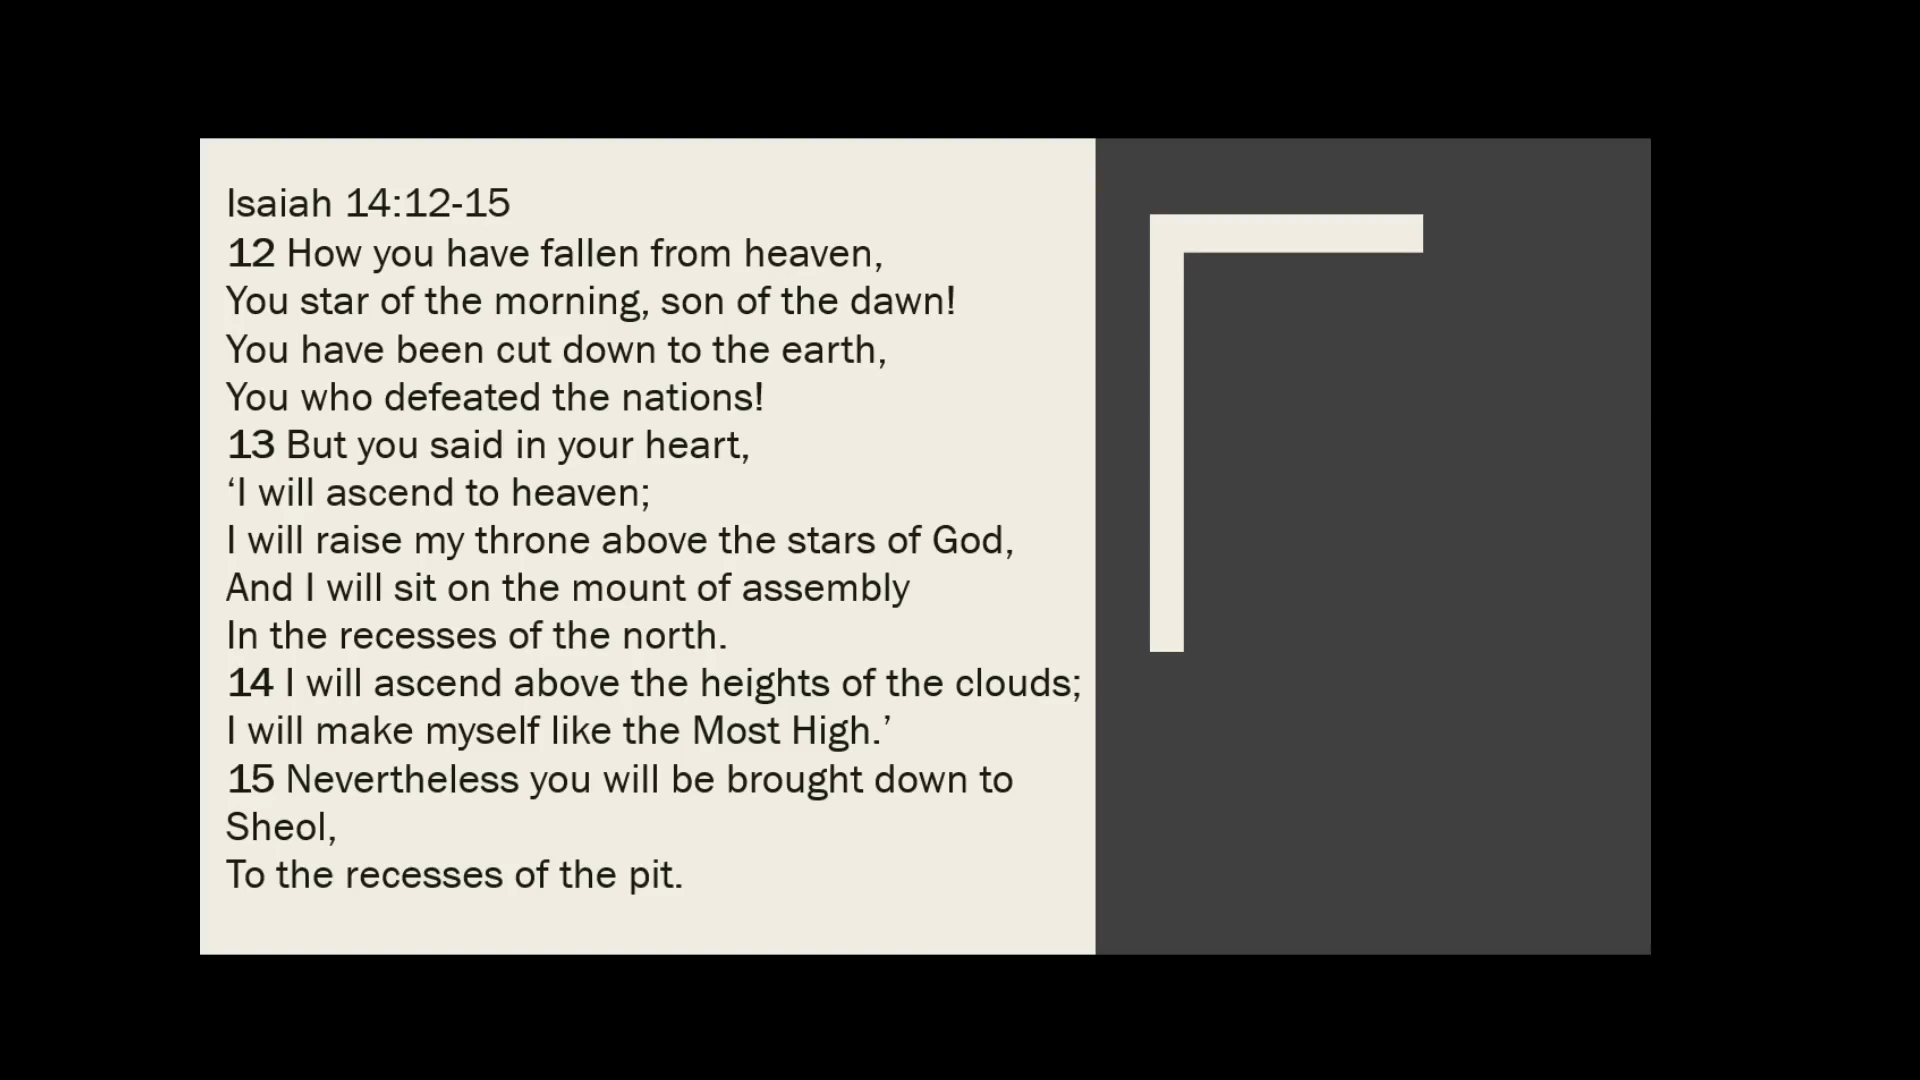 Isaiah 14:12-15
12 How you have fallen from heaven,
You star of the morning, son of the dawn!
You have been cut down to the earth,
You who defeated the nations!
13 But you said in your heart,
‘I will ascend to heaven;
I will raise my throne above the stars of God,
And I will sit on the mount of assembly
In the recesses of the north.
14 I will ascend above the heights of the clouds;
I will make myself like the Most High.’
15 Nevertheless you will be brought down to
Sheol,
To the recesses of the pit.